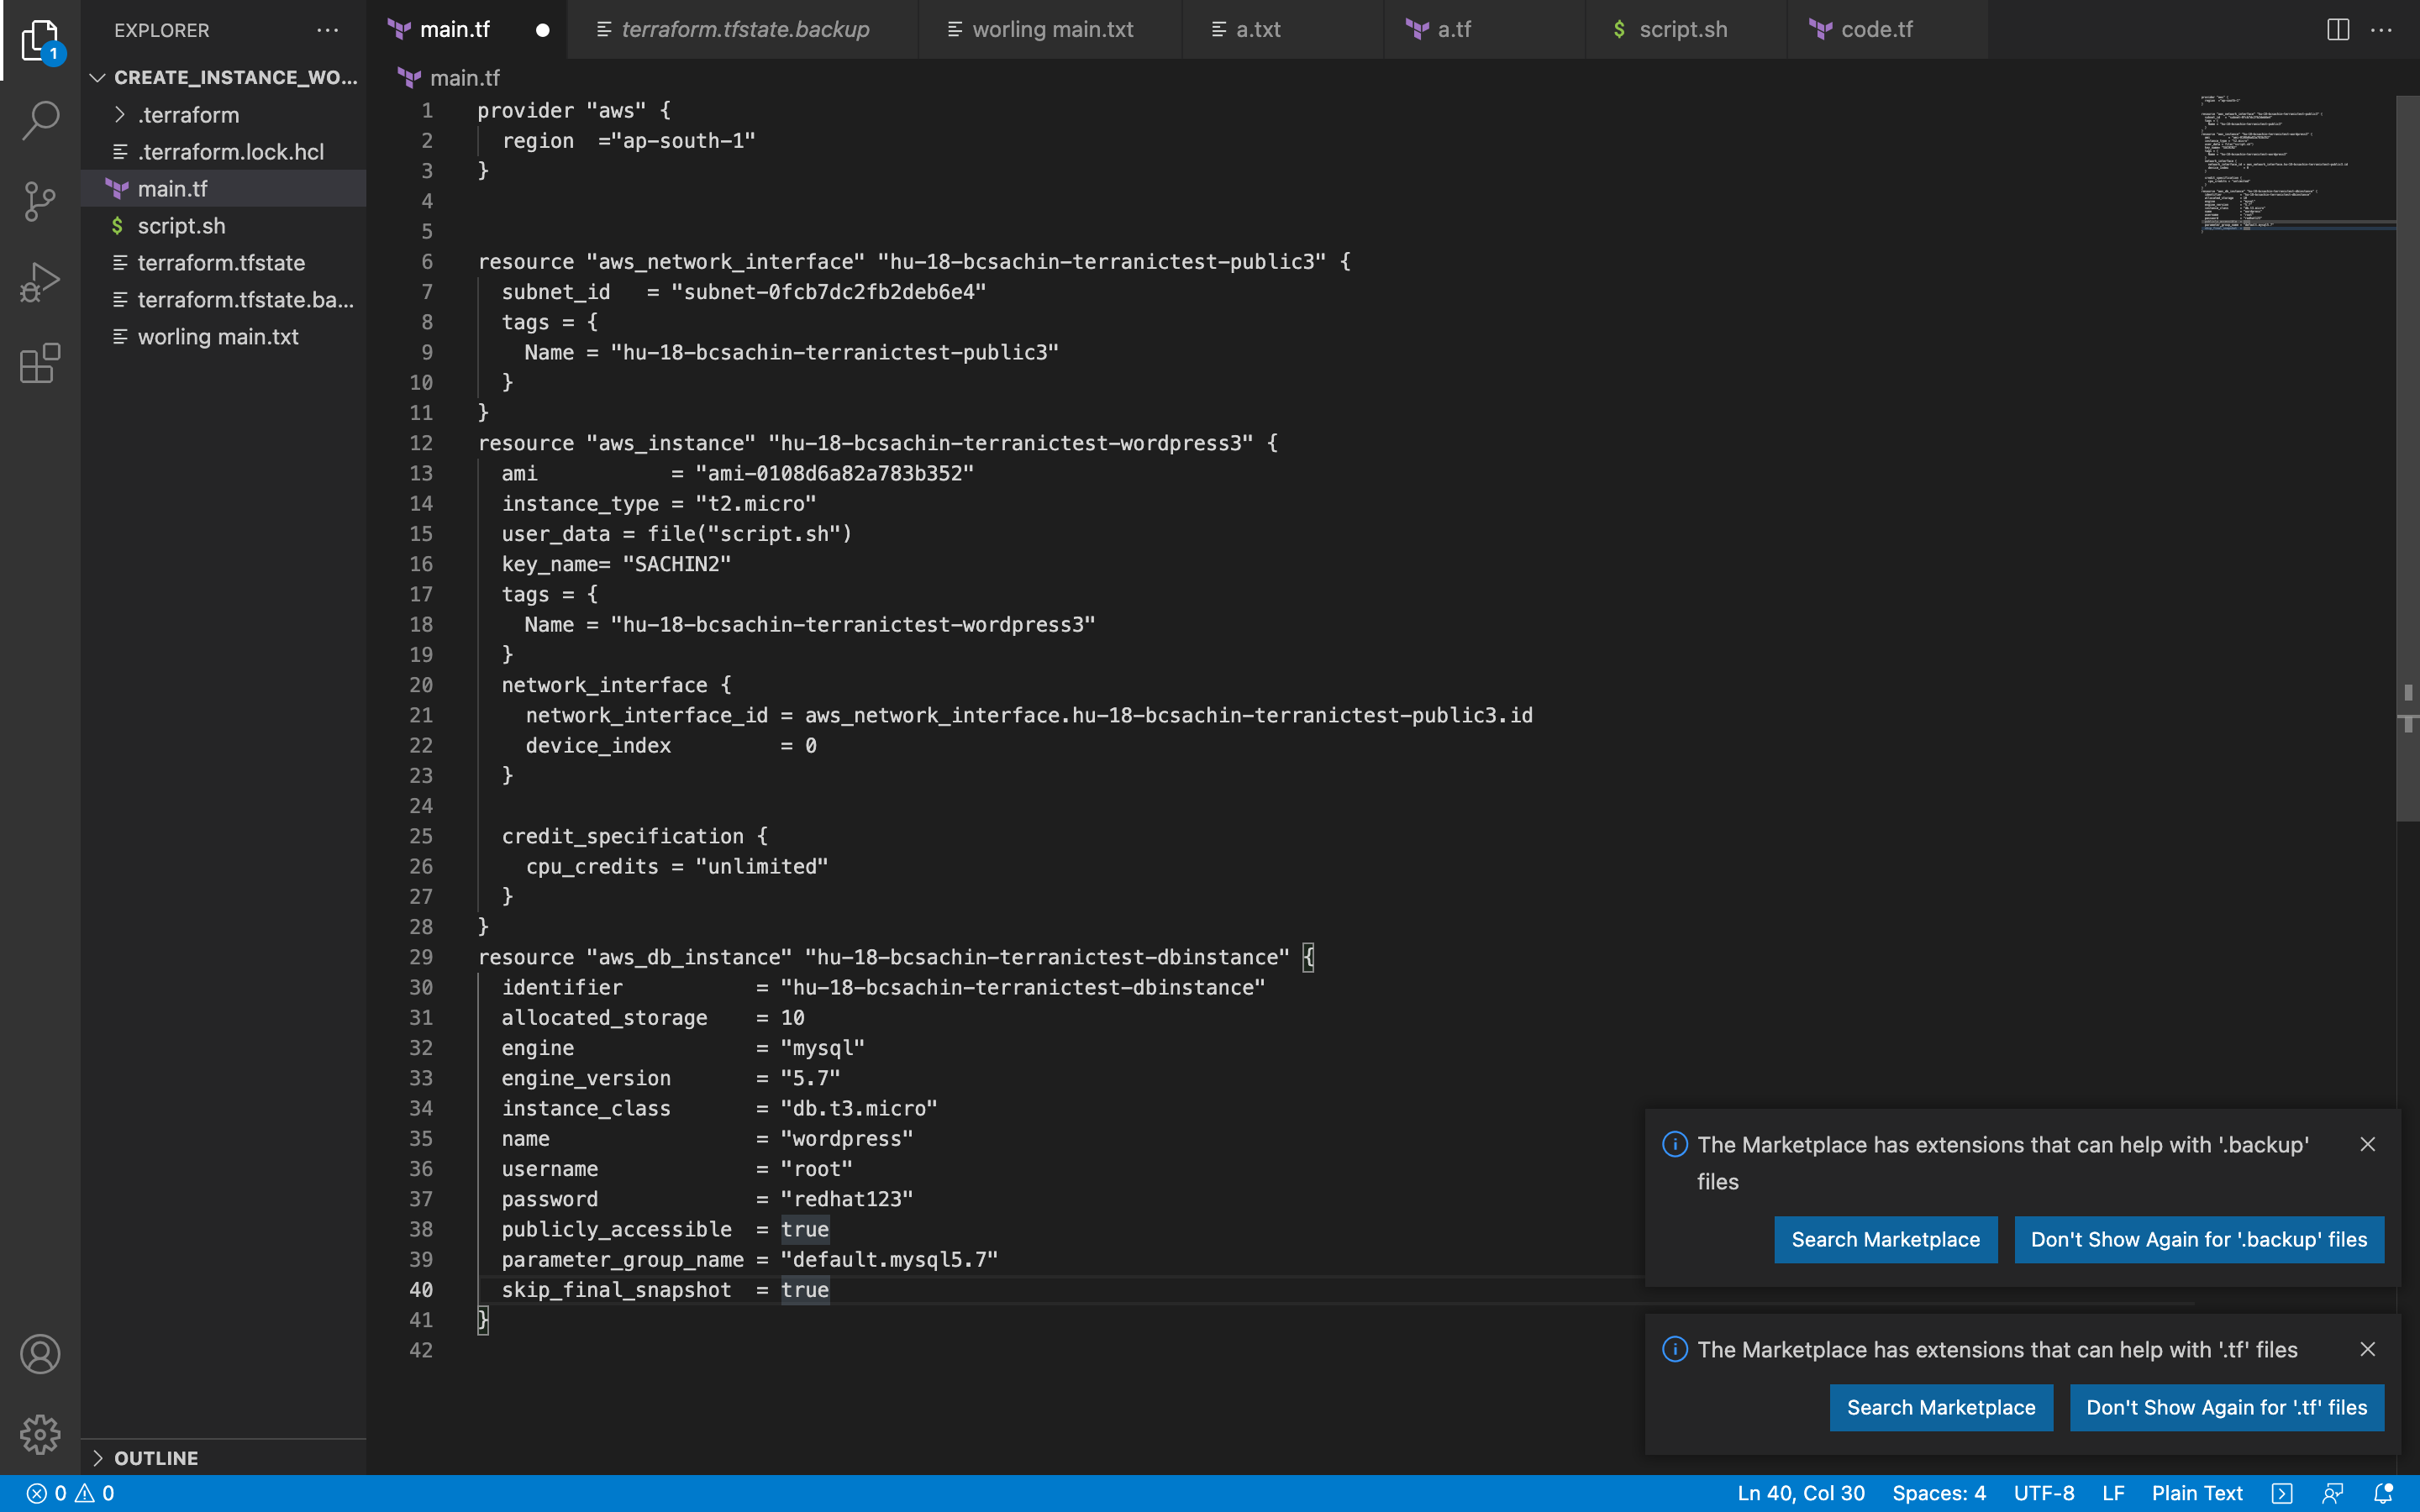 EXPLORER
main.tf
terraform.tfstate.backup
worling main.txt
a.txt
a.tf
script.sh
code.tf
1
CREATE_INSTANCE_WO...
.terraform
.terraform.lock.hcl
main.tf
script.sh
terraform.tfstate
terraform.tfstate.ba...
worling main.txt
OUTLINE
main.tf
1 provider "aws" {
2 region  ="ap-south-1"
3 }
4
5
6 resource "aws_network_interface" "hu-18-bcsachin-terranictest-public3" {
7 subnet_id   = "subnet-0fcb7dc2fb2deb6e4"
8 tags = {
9 Name = "hu-18-bcsachin-terranictest-public3"
10 }
11 }
12 resource "aws_instance" "hu-18-bcsachin-terranictest-wordpress3" {
13 ami           = "ami-0108d6a82a783b352"
14 instance_type = "t2.micro"
15 user_data = file("script.sh")
16 key_name= "SACHIN2"
17 tags = {
18 Name = "hu-18-bcsachin-terranictest-wordpress3"
19 }
20 network_interface {
21 network_interface_id = aws_network_interface.hu-18-bcsachin-terranictest-public3.id
22 device_index         = 0
23 }
24
25 credit_specification {
26 cpu_credits = "unlimited"
27 }
28 }
29 resource "aws_db_instance" "hu-18-bcsachin-terranictest-dbinstance" {
30 identifier           = "hu-18-bcsachin-terranictest-dbinstance"
31 allocated_storage    = 10
32 engine               = "mysql"
33 engine_version       = "5.7"
34 instance_class       = "db.t3.micro"
35 name                 = "wordpress"
36 username             = "root"
37 password             = "redhat123"
38 publicly_accessible  = true
39 parameter_group_name = "default.mysql5.7"
40 skip_final_snapshot  = true
41 }
42
The Marketplace has extensions that can help with '.backup'
files
Search Marketplace
Don't Show Again for '.backup' files
The Marketplace has extensions that can help with '.tf' files
Search Marketplace
Don't Show Again for '.tf' files
0 0
Ln 40, Col 30
Spaces: 4
UTF-8
LF
Plain Text